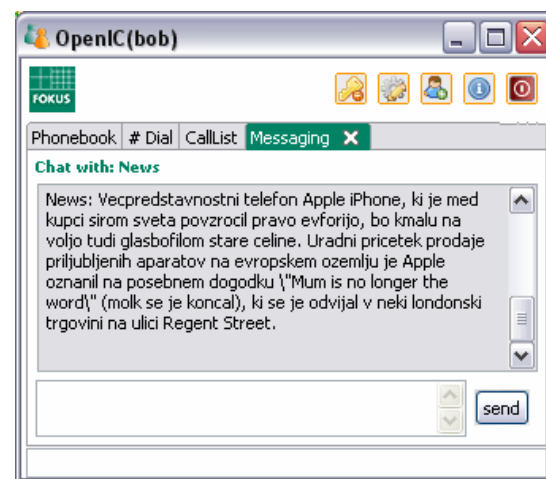 OpenIC(bob)
FOKUS
Phonebook # Dial CallList Messaging
Chat with: News
News: Vecpredstavnostni telefon Apple iPhone, ki je med
kupci sirom sveta povzrocil pravo evforijo, bo kmalu na
voljo tudi glasbofilom stare celine. Uradni pricetek prodaje
priljubljenih aparatov na evropskem ozemlju je Apple
oznanil na posebnem dogodku \"Mum is no longer the
word\" (molk se je koncal), ki se je odvijal v neki londonski
trgovini na ulici Regent Street.
send